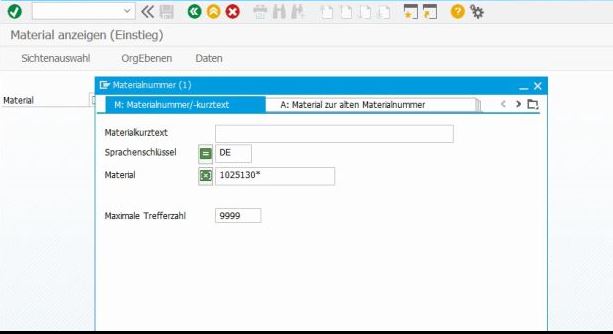 Material anzeigen (Einstieg)
Sichtenauswahl OrgEbenen Daten
Materialnummer (1)
Material
M: Materialnummer/-kurztext A: Material zur alten Materialnummer
Materialkurztext
Sprachenschlüssel DE
Material 1025130*
Maximale Trefferzahl 9999